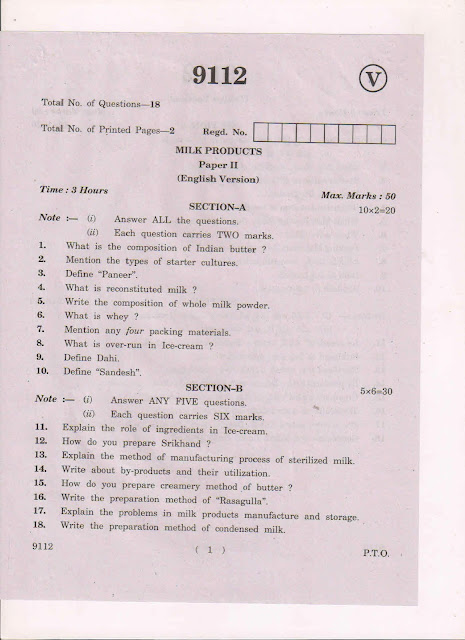 9112
V
Total No. of Questions—18
Total No. of Printed Pages—2 Regd. No.
MILK PRODUCTS
Paper II
(English Version)
Time : 3 Hours Max. Marks : 50
SECTION–A 10×2=20
Note :— (i) Answer ALL the questions.
(ii) Each question carries TWO marks.
1. What is the composition of Indian butter ?
2. Mention the types of starter cultures.
3. Define “Paneer”.
4. What is reconstituted milk ?
5. Write the composition of whole milk powder.
6. What is whey ?
7. Mention any four packing materials.
8. What is over-run in Ice-cream ?
9. Define Dahi.
10. Define “Sandesh”.
SECTION–B 5×6=30
Note :— (i) Answer ANY FIVE questions.
(ii) Each question carries SIX marks.
11. Explain the role of ingredients in Ice-cream.
12. How do you prepare Srikhand ?
13. Explain the method of manufacturing process of sterilized milk.
14. Write about by-products and their utilization.
15. How do you prepare creamery method of butter ?
16. Write the preparation method of “Rasagulla”.
17. Explain the problems in milk products manufacture and storage.
18. Write the preparation method of condensed milk.
9112 ( 1 ) P.T.O.